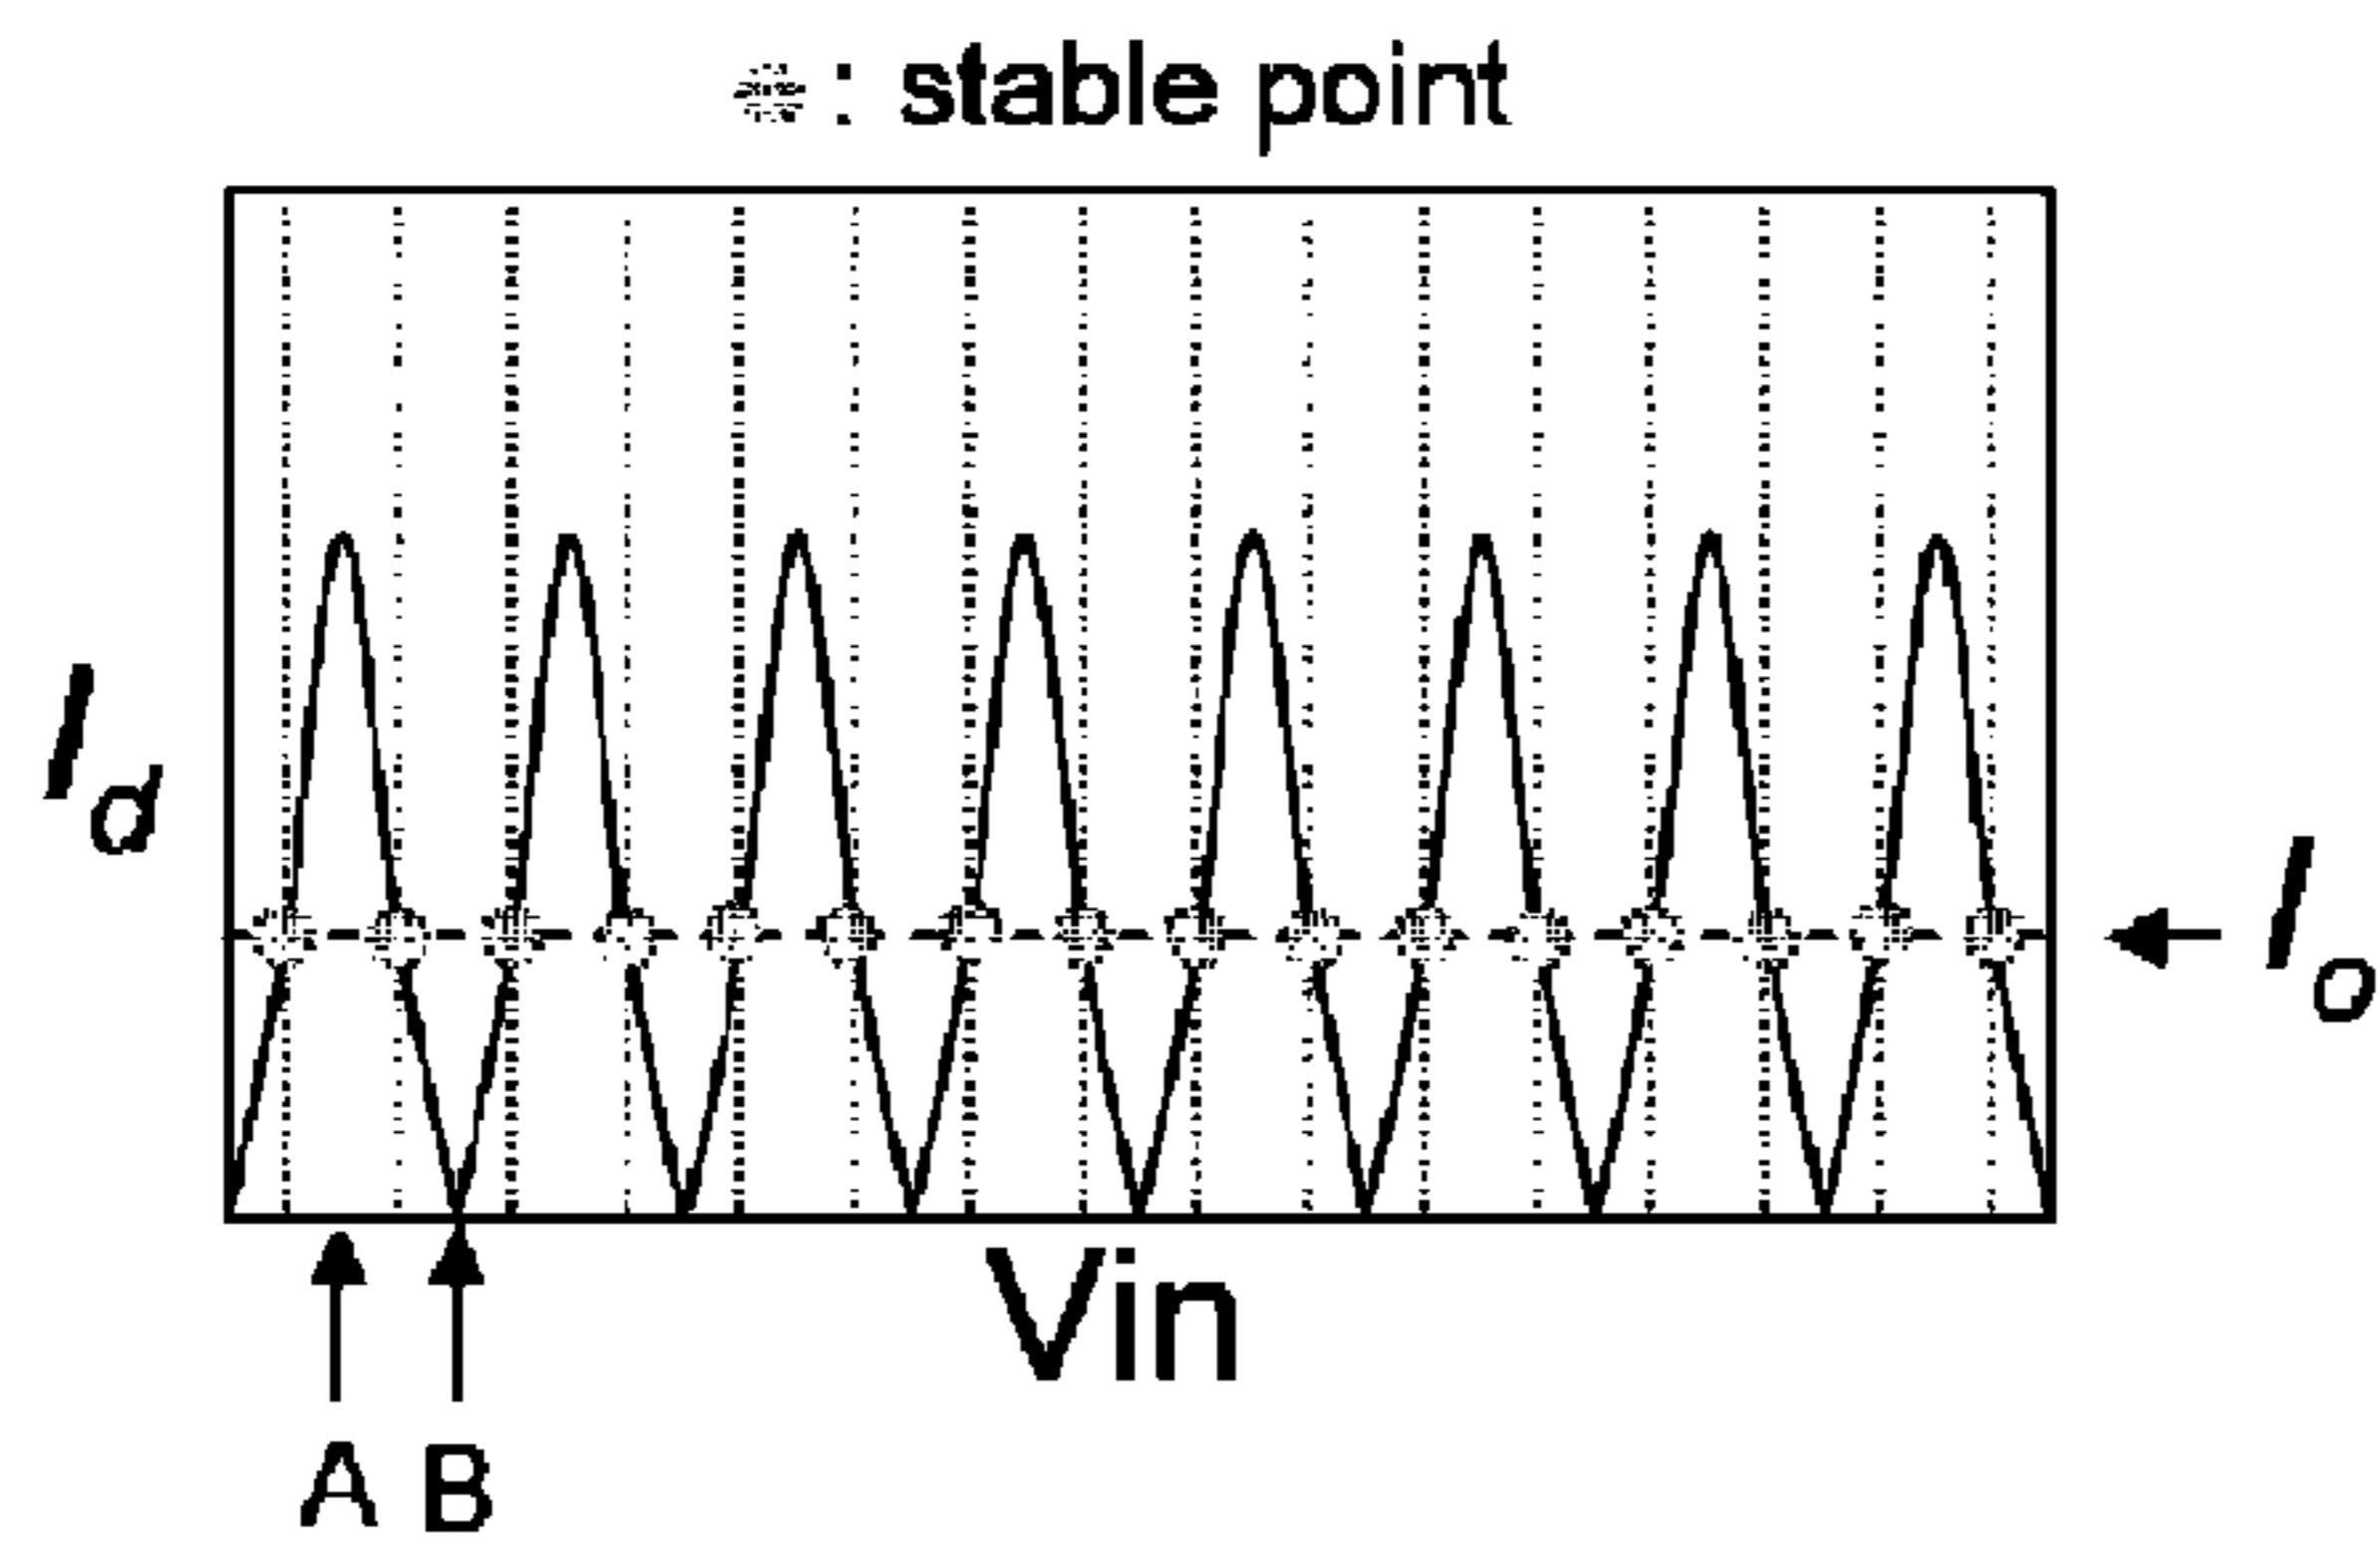 : stable point
Id
Io
Vin
A B